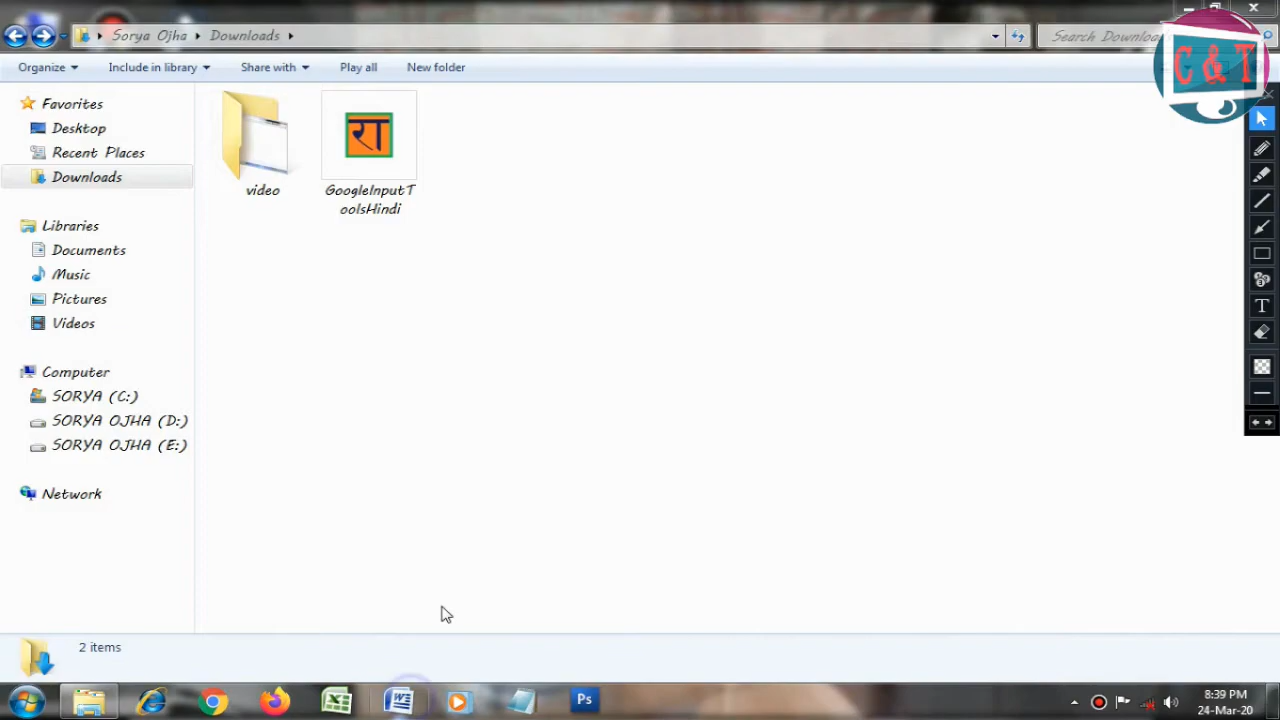 Sorya Ojha Downloads
Search Downloa
C & T
Organize Include in library Share with Play all New folder
Favorites
Desktop
Recent Places
Downloads
Libraries
Documents
Music
Pictures
Videos
Computer
SORYA (C:)
SORYA OJHA (D:)
SORYA OJHA (E:)
Network
रा
video
GoogleInputT
oolsHindi
T
2 items
Ps
8:39 PM
24-Mar-20